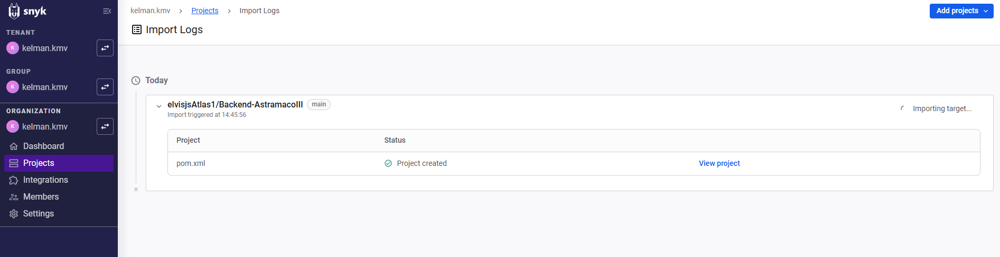 snyk
TENANT
K kelman.kmv
GROUP
K kelman.kmv
ORGANIZATION
K kelman.kmv
Dashboard
Projects
Integrations
Members
Settings
kelman.kmv > Projects > Import Logs
Add projects
Import Logs
Today
elvisjsAtlas1/Backend-AstramacoIII main
Import triggered at 14:45:56
Importing target...
Project Status
pom.xml Project created View project